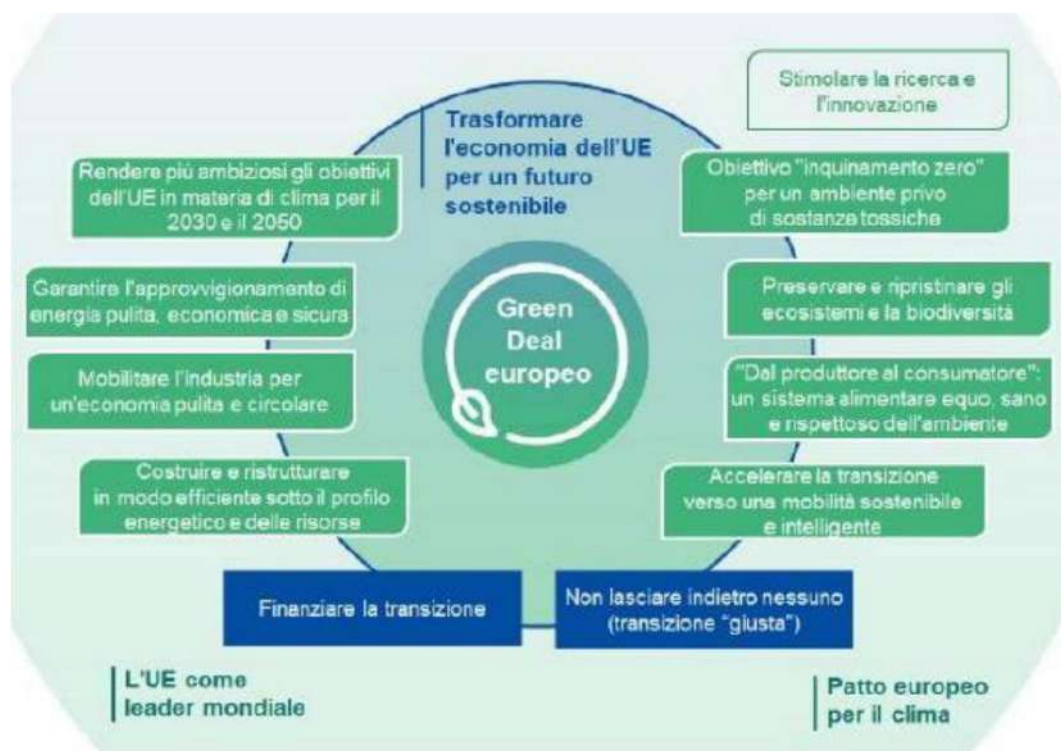 Stimolare la ricerca e
l'innovazione
Trasformare
l'economia dell'UE
per un futuro
sostenibile
Rendere più ambiziosi gli obiettivi
dell'UE in materia di clima per il
2030 e il 2050
Obiettivo "inquinamento zero"
per un ambiente privo
di sostanze tossiche
Garantire l'approvvigionamento di
energia pulita, economica e sicura
Green
Deal
europeo
Preservare e ripristinare gli
ecosistemi e la biodiversità
Mobilitare l'industria per
un'economia pulita e circolare
"Dal produttore al consumatore":
un sistema alimentare equo, sano
e rispettoso dell'ambiente
Costruire e ristrutturare
in modo efficiente sotto il profilo
energetico e delle risorse
Accelerare la transizione
verso una mobilità sostenibile
e intelligente
Finanziare la transizione
Non lasciare indietro nessuno
(transizione "giusta")
L'UE come
leader mondiale
Patto europeo
per il clima